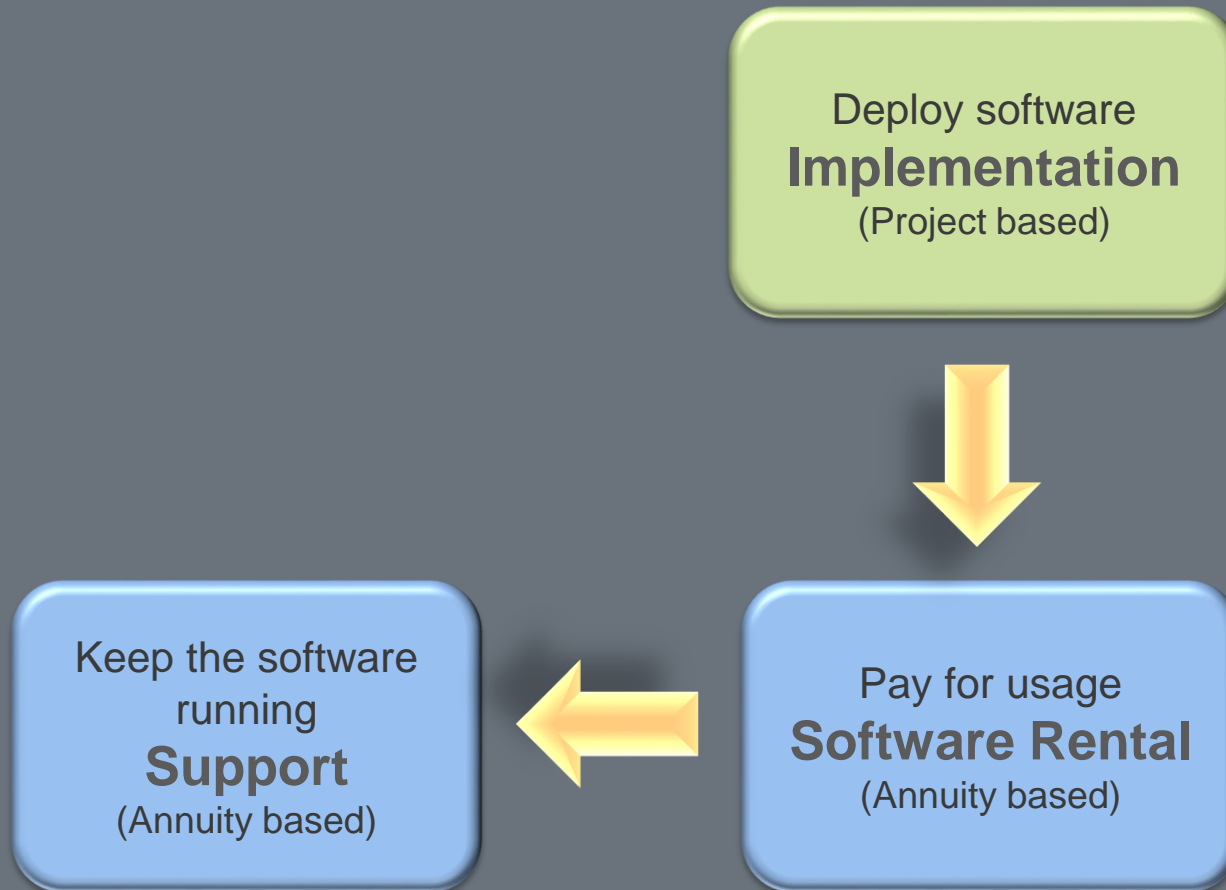 Deploy software
Implementation
(Project based)
Keep the software
running
Support
(Annuity based)
Pay for usage
Software Rental
(Annuity based)